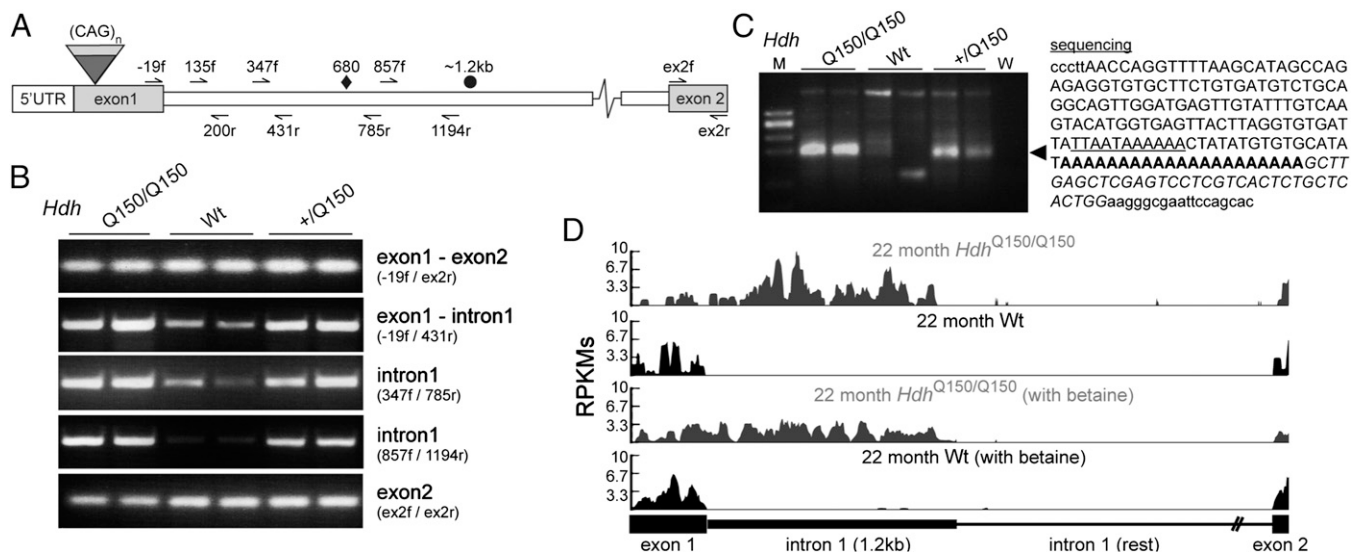 A
(CAG)n
-19f 135f 347f 680 857f ~1.2kb ex2f
5'UTR exon1 exon 2
200r 431r 785r 1194r ex2r
B
Hdh Q150/Q150 Wt +/Q150
exon1 - exon2
(-19f / ex2r)
exon1 - intron1
(-19f / 431r)
intron1
(347f / 785r)
intron1
(857f / 1194r)
exon2
(ex2f / ex2r)
C
Hdh Q150/Q150 Wt +/Q150
M W
sequencing
cccttAACCAGGTTTTAAGCATAGCCAG
AGAGGTGTGCTTCTGTGATGTCTGCA
GGCAGTTGGATGAGTTGTATTTGTCAA
GTACATGGTGAGTTACTTAGGTGTGAT
TATTAATAAAAAACTATATGTGTGCATA
TAAAAAAAAAAAAAAAAAAAAAGCTT
GAGCTCGAGTCCTCGTCACTCTGCTC
ACTGGaagggcgaattccagcac
D
RPKMs
22 month HdhQ150/Q150
10
6.7
3.3
22 month Wt
10
6.7
3.3
22 month HdhQ150/Q150 (with betaine)
10
6.7
3.3
22 month Wt (with betaine)
10
6.7
3.3
exon 1 intron 1 (1.2kb) intron 1 (rest) exon 2